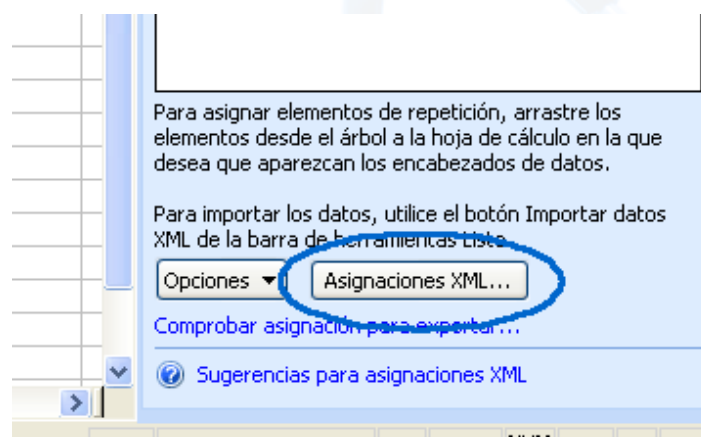 Para asignar elementos de repetición, arrastre los
elementos desde el árbol a la hoja de cálculo en la que
desea que aparezcan los encabezados de datos.
Para importar los datos, utilice el botón Importar datos
XML de la barra de herramientas Lista.
Opciones Asignaciones XML...
Comprobar asignación para exportar...
Sugerencias para asignaciones XML